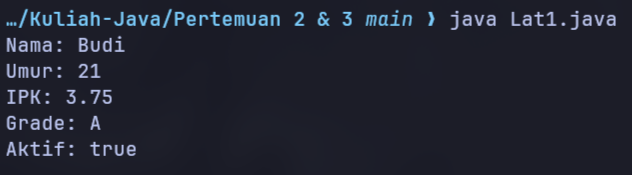 …/Kuliah-Java/Pertemuan 2 & 3 main ❯ java Lat1.java
Nama: Budi
Umur: 21
IPK: 3.75
Grade: A
Aktif: true